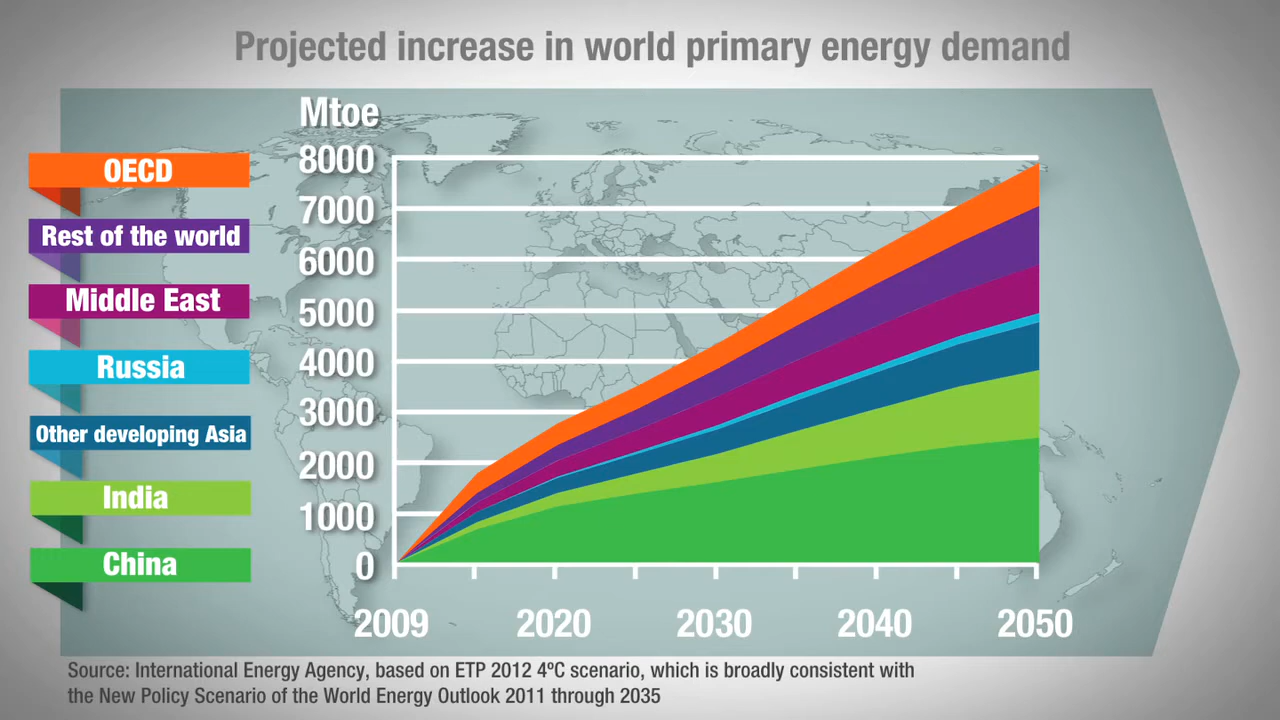 Projected increase in world primary energy demand
Mtoe
8000
7000
6000
5000
4000
3000
2000
1000
0
OECD
Rest of the world
Middle East
Russia
Other developing Asia
India
China
2009 2020 2030 2040 2050
Source: International Energy Agency, based on ETP 2012 4ºC scenario, which is broadly consistent with
the New Policy Scenario of the World Energy Outlook 2011 through 2035